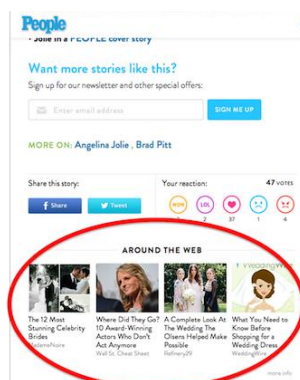 People
• Jolie in a PEOPLE cover story
Want more stories like this?
Sign up for our newsletter and other special offers:
Enter email address
SIGN ME UP
MORE ON: Angelina Jolie , Brad Pitt
Share this story:
Your reaction:
47 votes
Share
Tweet
WOW
LOL
2
37
1
4
AROUND THE WEB
WeddingWire
The 12 Most
Stunning Celebrity
Brides
MadameNoire
Where Did They Go?
10 Award-Winning
Actors Who Don't
Act Anymore
Wall St. Cheat Sheet
A Complete Look At
The Wedding The
Olsens Helped Make
Possible
Refinery29
What You Need to
Know Before
Shopping for a
Wedding Dress
WeddingWire
more info